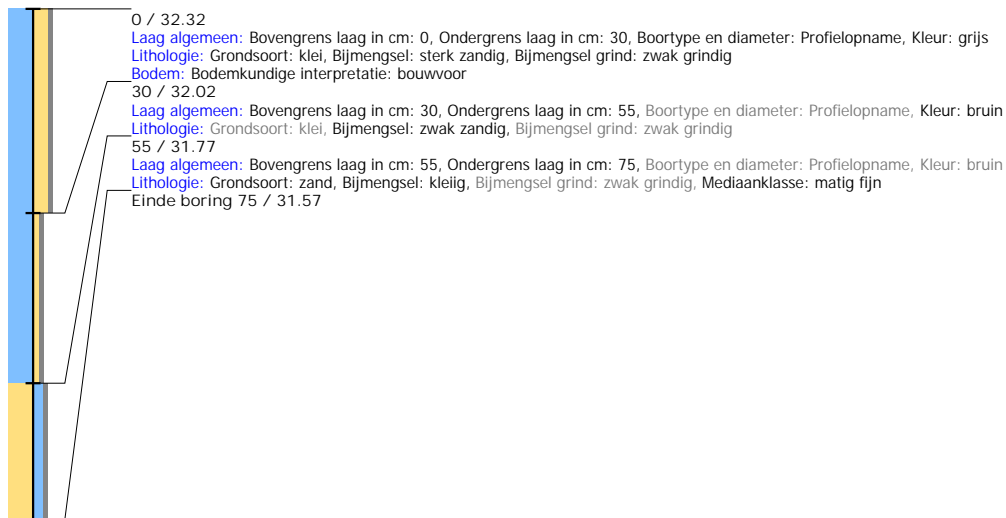 0 / 32.32
Laag algemeen: Bovengrens laag in cm: 0, Ondergrens laag in cm: 30, Boortype en diameter: Profielopname, Kleur: grijs
Lithologie: Grondsoort: klei, Bijmengsel: sterk zandig, Bijmengsel grind: zwak grindig
Bodem: Bodemkundige interpretatie: bouwvoor
30 / 32.02
Laag algemeen: Bovengrens laag in cm: 30, Ondergrens laag in cm: 55, Boortype en diameter: Profielopname, Kleur: bruin
Lithologie: Grondsoort: klei, Bijmengsel: zwak zandig, Bijmengsel grind: zwak grindig
55 / 31.77
Laag algemeen: Bovengrens laag in cm: 55, Ondergrens laag in cm: 75, Boortype en diameter: Profielopname, Kleur: bruin
Lithologie: Grondsoort: zand, Bijmengsel: kleiig, Bijmengsel grind: zwak grindig, Mediaanklasse: matig fijn
Einde boring 75 / 31.57